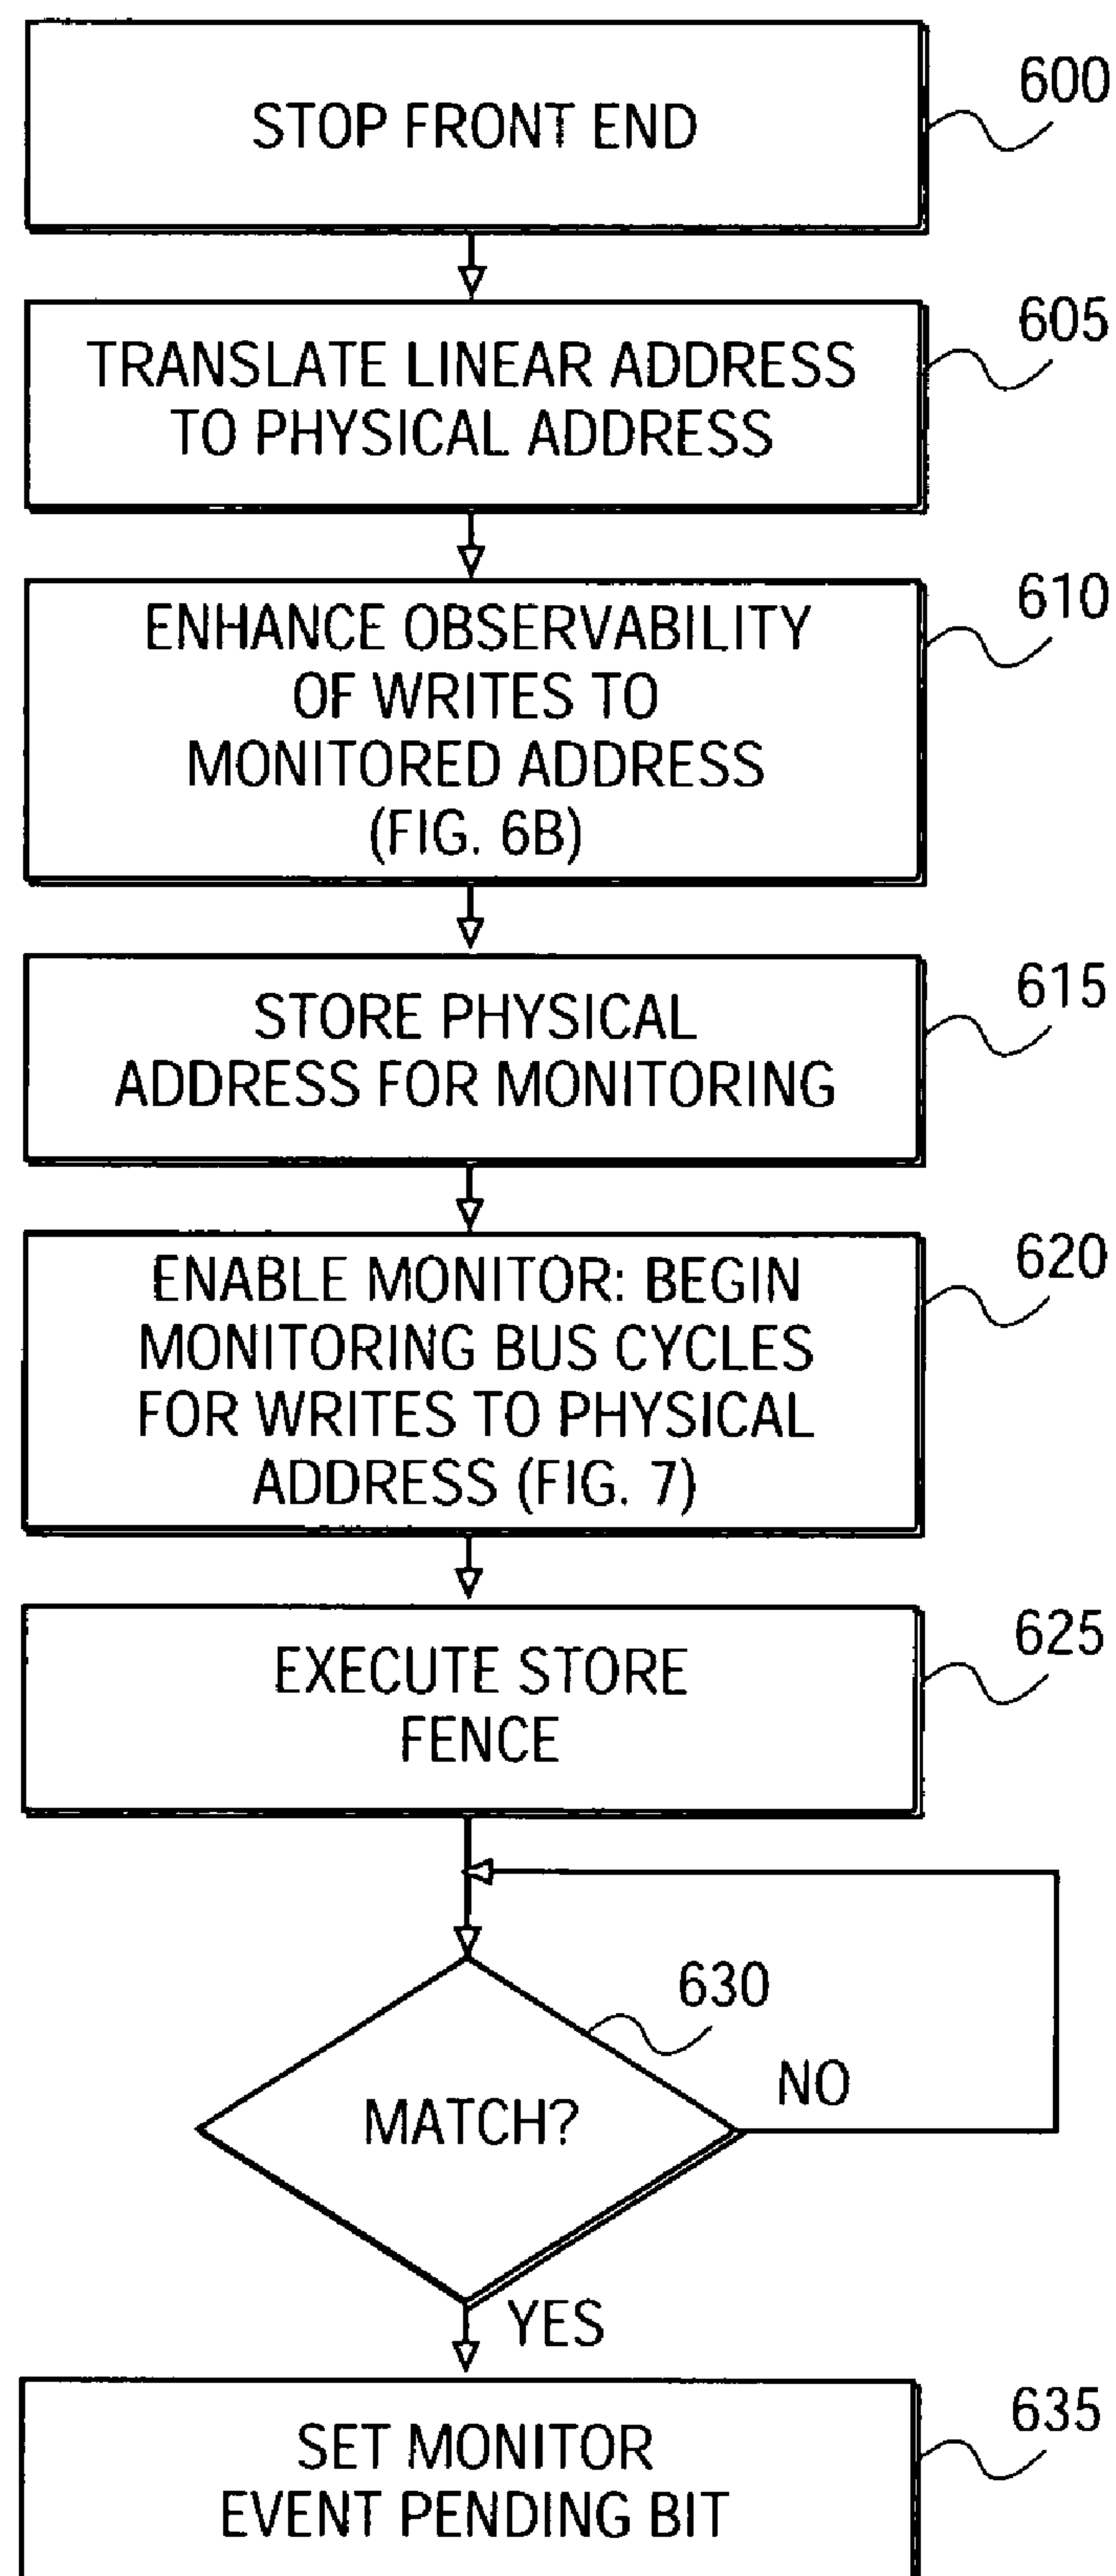 STOP FRONT END
600
TRANSLATE LINEAR ADDRESS
TO PHYSICAL ADDRESS
605
ENHANCE OBSERVABILITY
OF WRITES TO
MONITORED ADDRESS
(FIG. 6B)
610
STORE PHYSICAL
ADDRESS FOR MONITORING
615
ENABLE MONITOR: BEGIN
MONITORING BUS CYCLES
FOR WRITES TO PHYSICAL
ADDRESS (FIG. 7)
620
EXECUTE STORE
FENCE
625
630
MATCH?
NO
YES
SET MONITOR
EVENT PENDING BIT
635